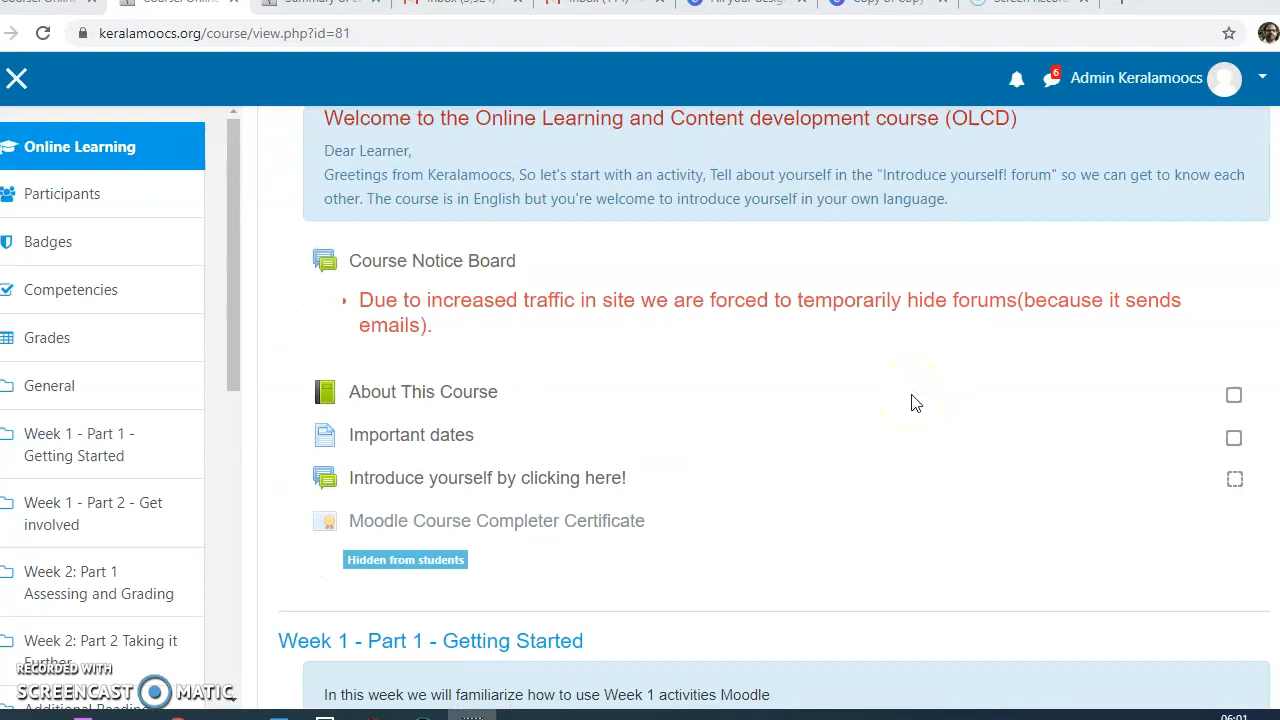 keralamoocs.org/course/view.php?id=81
6
Admin Keralamoocs
Online Learning
Participants
Badges
Competencies
Grades
General
Week 1 - Part 1 -
Getting Started
Week 1 - Part 2 - Get
involved
Week 2: Part 1
Assessing and Grading
Week 2: Part 2 Taking it
Further
Welcome to the Online Learning and Content development course (OLCD)
Dear Learner,
Greetings from Keralamoocs, So let's start with an activity, Tell about yourself in the "Introduce yourself! forum" so we can get to know each
other. The course is in English but you're welcome to introduce yourself in your own language.
Course Notice Board
Due to increased traffic in site we are forced to temporarily hide forums(because it sends
emails).
About This Course
Important dates
Introduce yourself by clicking here!
Moodle Course Completer Certificate
Hidden from students
Week 1 - Part 1 - Getting Started
In this week we will familiarize how to use Week 1 activities Moodle
RECORDED WITH
SCREENCAST MATIC
Additional Reading
06:01